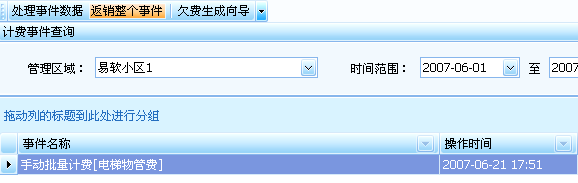 处理事件数据 返销整个事件 欠费生成向导
计费事件查询
管理区域： 易软小区1 时间范围： 2007-06-01 至 2007
拖动列的标题到此处进行分组
事件名称 操作时间
手动批量计费[电梯物管费] 2007-06-21 17:51